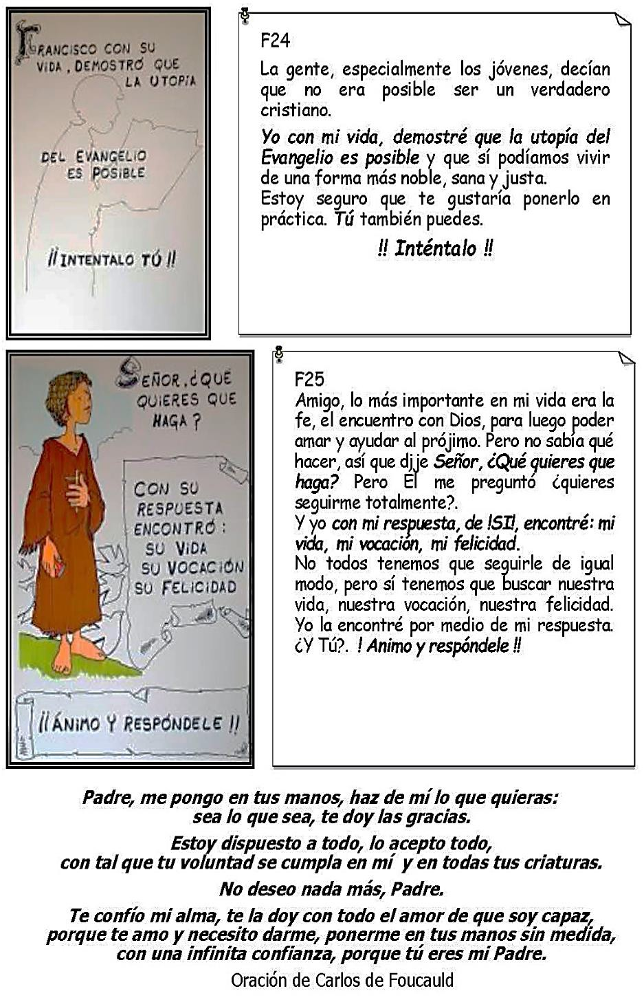 FRANCISCO CON SU
VIDA, DEMOSTRÓ QUE
LA UTOPÍA
DEL EVANGELIO
ES POSIBLE
¡¡INTENTALO TÚ!!
F24
La gente, especialmente los jóvenes, decían
que no era posible ser un verdadero
cristiano.
Yo con mi vida, demostré que la utopía del
Evangelio es posible y que sí podíamos vivir
de una forma más noble, sana y justa.
Estoy seguro que te gustaría ponerlo en
práctica. Tú también puedes.
!! Inténtalo !!
SEÑOR, ¿QUÉ
QUIERES QUE
HAGA?
CON SU
RESPUESTA
ENCONTRÓ:
SU VIDA
SU VOCACIÓN
SU FELICIDAD
¡¡ÁNIMO Y RESPÓNDELE!!
F25
Amigo, lo más importante en mi vida era la
fe, el encuentro con Dios, para luego poder
amar y ayudar al prójimo. Pero no sabía qué
hacer, así que dije Señor, ¿Qué quieres que
haga? Pero Él me preguntó ¿quieres
seguirme totalmente?.
Y yo con mi respuesta, de !SI!, encontré: mi
vida, mi vocación, mi felicidad.
No todos tenemos que seguirle de igual
modo, pero sí tenemos que buscar nuestra
vida, nuestra vocación, nuestra felicidad.
Yo la encontré por medio de mi respuesta.
¿Y Tú?. ! Animo y respóndele !!
Padre, me pongo en tus manos, haz de mí lo que quieras:
sea lo que sea, te doy las gracias.
Estoy dispuesto a todo, lo acepto todo,
con tal que tu voluntad se cumpla en mí y en todas tus criaturas.
No deseo nada más, Padre.
Te confío mi alma, te la doy con todo el amor de que soy capaz,
porque te amo y necesito darme, ponerme en tus manos sin medida,
con una infinita confianza, porque tú eres mi Padre.
Oración de Carlos de Foucauld